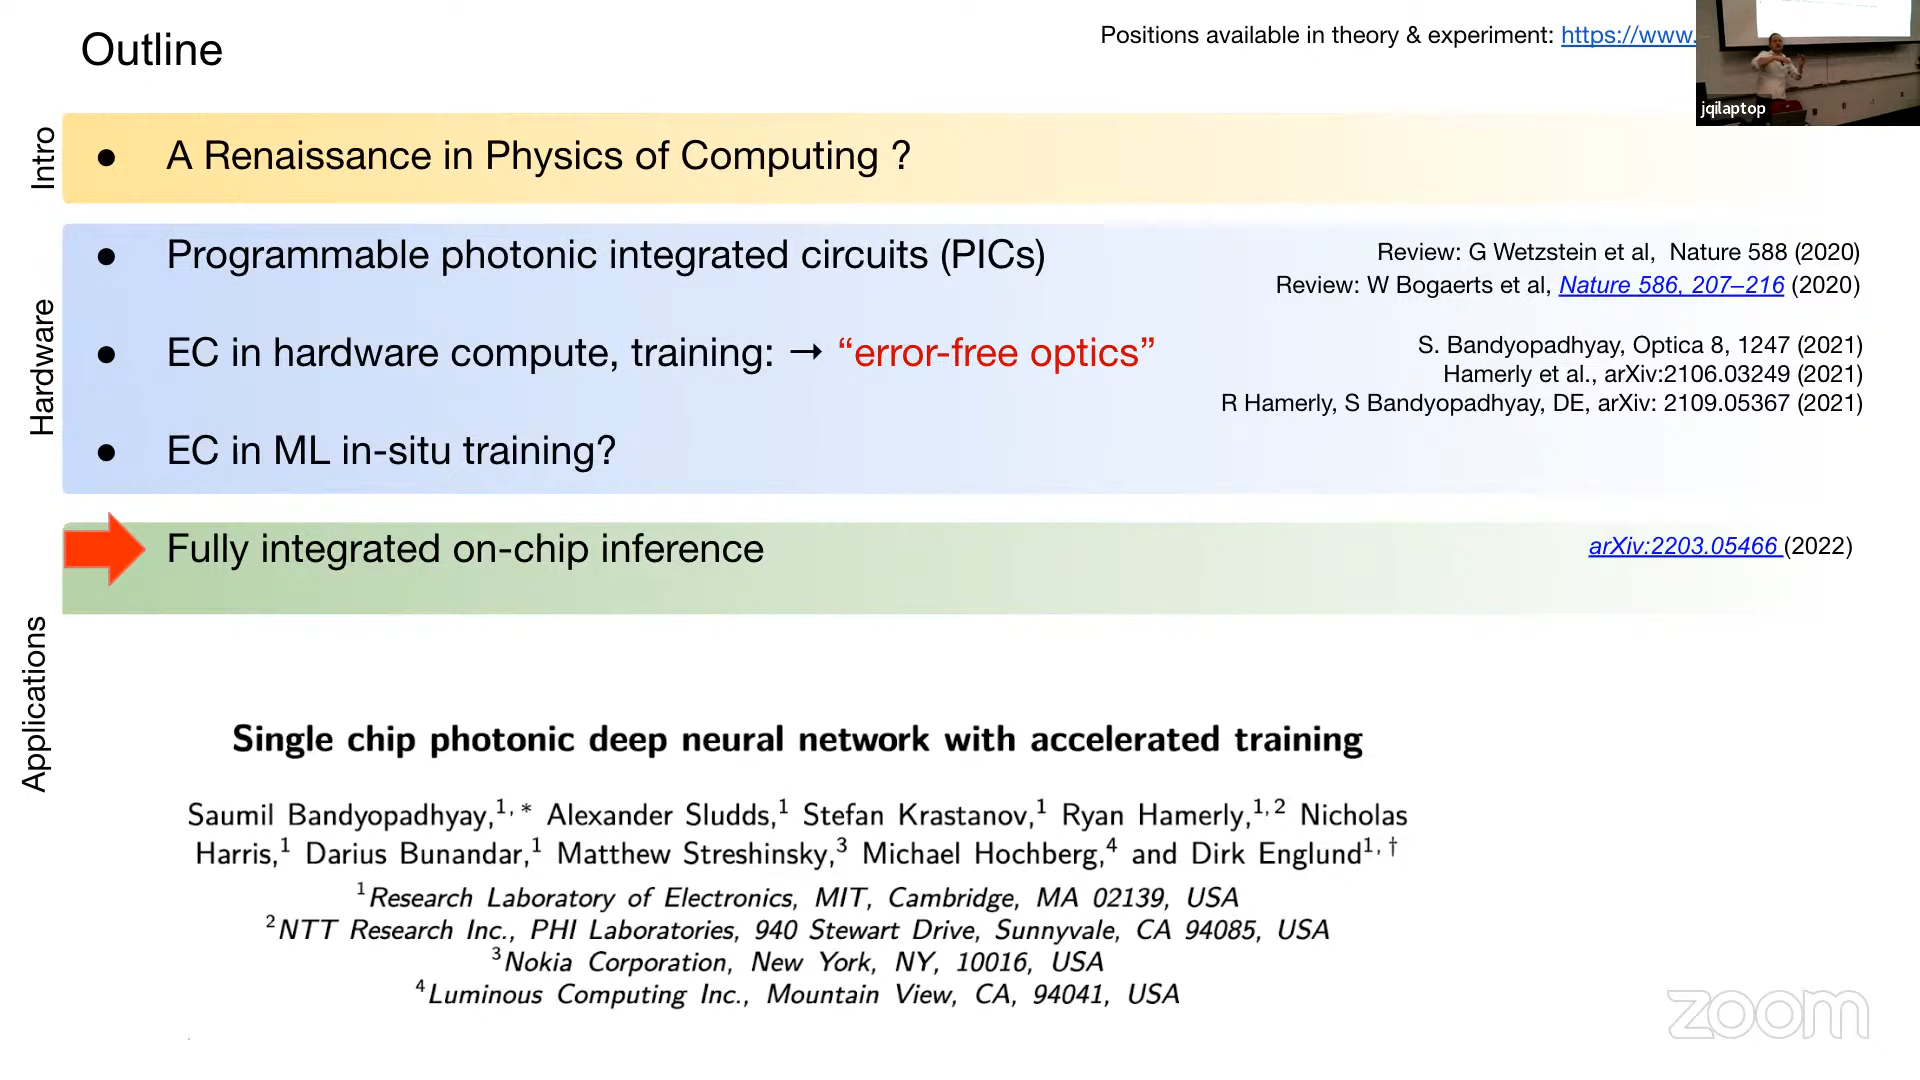 Outline
Positions available in theory & experiment: https://www.
jqilaptop
Intro
● A Renaissance in Physics of Computing ?
Hardware
● Programmable photonic integrated circuits (PICs)
Review: G Wetzstein et al, Nature 588 (2020)
Review: W Bogaerts et al, Nature 586, 207–216 (2020)
● EC in hardware compute, training: → “error-free optics”
S. Bandyopadhyay, Optica 8, 1247 (2021)
Hamerly et al., arXiv:2106.03249 (2021)
R Hamerly, S Bandyopadhyay, DE, arXiv: 2109.05367 (2021)
● EC in ML in-situ training?
Applications
Fully integrated on-chip inference
arXiv:2203.05466 (2022)
Single chip photonic deep neural network with accelerated training
Saumil Bandyopadhyay,1, * Alexander Sludds,1 Stefan Krastanov,1 Ryan Hamerly,1, 2 Nicholas
Harris,1 Darius Bunandar,1 Matthew Streshinsky,3 Michael Hochberg,4 and Dirk Englund1, †
1Research Laboratory of Electronics, MIT, Cambridge, MA 02139, USA
2NTT Research Inc., PHI Laboratories, 940 Stewart Drive, Sunnyvale, CA 94085, USA
3Nokia Corporation, New York, NY, 10016, USA
4Luminous Computing Inc., Mountain View, CA, 94041, USA
zoom